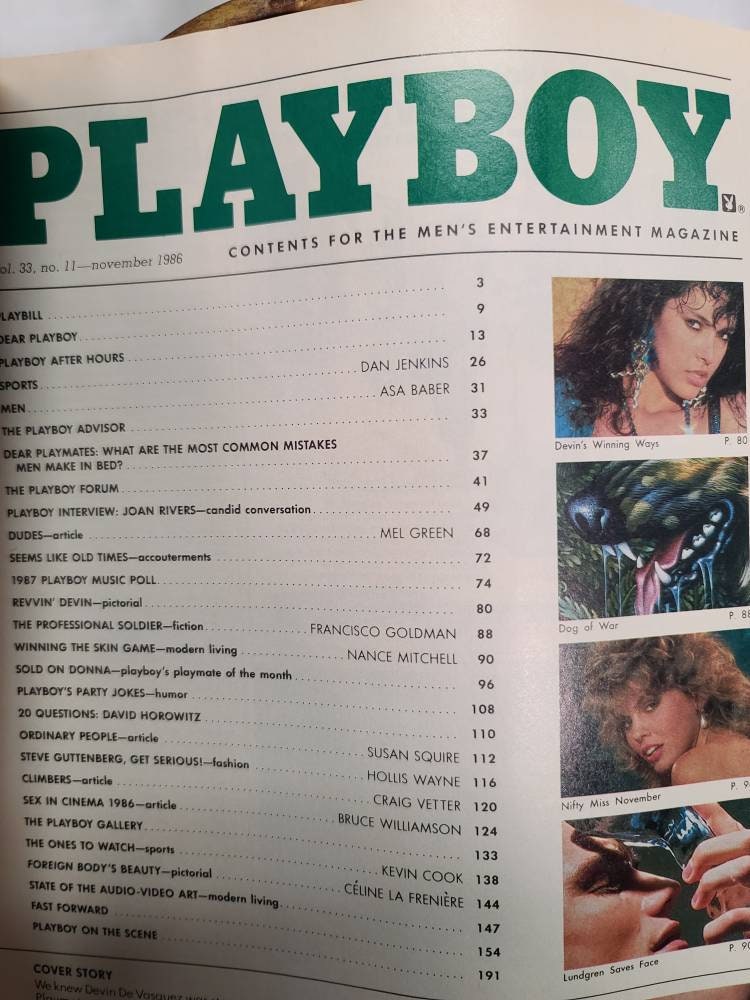 PLAYBOY
ol. 33, no. 11—november 1986
CONTENTS FOR THE MEN'S ENTERTAINMENT MAGAZINE
LAYBILL 3
DEAR PLAYBOY 9
PLAYBOY AFTER HOURS 13
SPORTS DAN JENKINS 26
MEN ASA BABER 31
THE PLAYBOY ADVISOR 33
DEAR PLAYMATES: WHAT ARE THE MOST COMMON MISTAKES
MEN MAKE IN BED? 37
THE PLAYBOY FORUM 41
PLAYBOY INTERVIEW: JOAN RIVERS—candid conversation 49
DUDES—article MEL GREEN 68
SEEMS LIKE OLD TIMES—accouterments 72
1987 PLAYBOY MUSIC POLL 74
REVVIN' DEVIN—pictorial 80
THE PROFESSIONAL SOLDIER—fiction FRANCISCO GOLDMAN 88
WINNING THE SKIN GAME—modern living NANCE MITCHELL 90
SOLD ON DONNA—playboy's playmate of the month 96
PLAYBOY'S PARTY JOKES—humor 108
20 QUESTIONS: DAVID HOROWITZ 110
ORDINARY PEOPLE—article SUSAN SQUIRE 112
STEVE GUTTENBERG, GET SERIOUS!—fashion HOLLIS WAYNE 116
CLIMBERS—article CRAIG VETTER 120
SEX IN CINEMA 1986—article BRUCE WILLIAMSON 124
THE PLAYBOY GALLERY 133
THE ONES TO WATCH—sports KEVIN COOK 138
FOREIGN BODY'S BEAUTY—pictorial CÉLINE LA FRENIÈRE 144
STATE OF THE AUDIO-VIDEO ART—modern living 147
FAST FORWARD 154
PLAYBOY ON THE SCENE 191
COVER STORY
We knew Devin De Vasquez was
Devin's Winning Ways P. 80
Dog of War P. 88
Nifty Miss November P. 9
Lundgren Saves Face P. 90